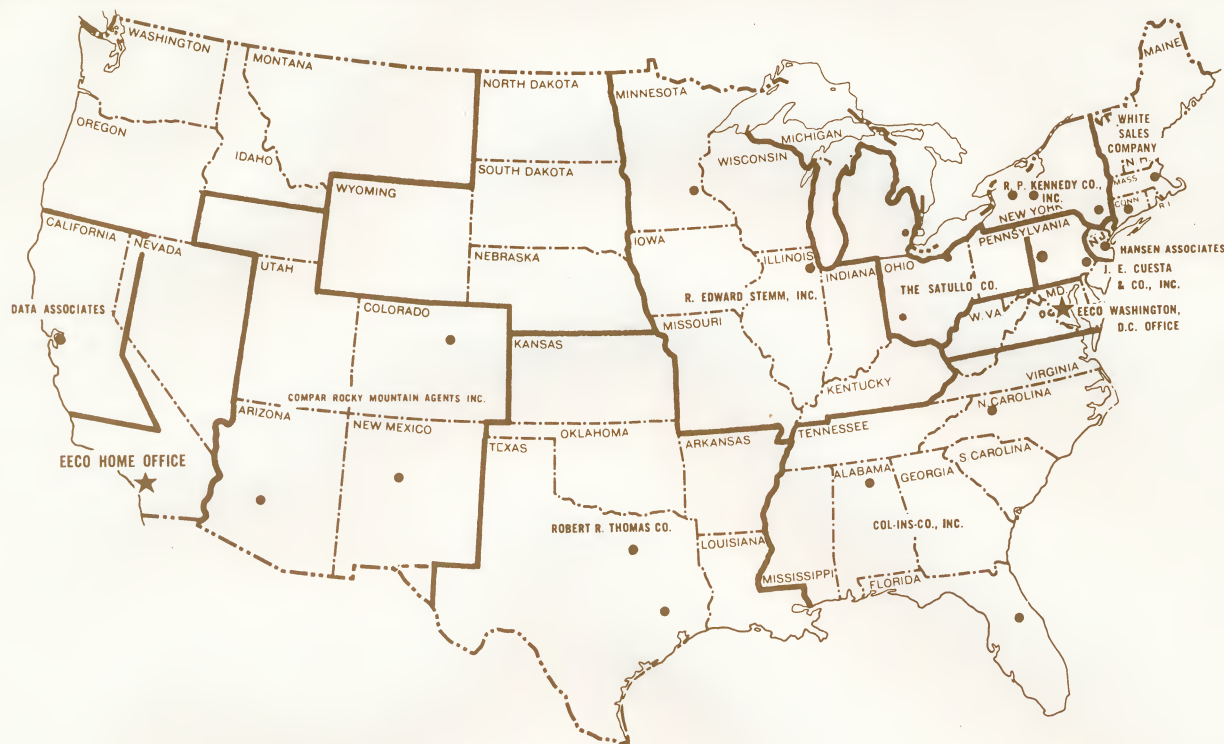 WASHINGTON
MONTANA
NORTH DAKOTA
MINNESOTA
MAINE
OREGON
IDAHO
SOUTH DAKOTA
WISCONSIN
MICHIGAN
VT.
WHITE
SALES
COMPANY
N.H.
MASS
CONN
R.I.
WYOMING
R. P. KENNEDY CO.,
INC.
NEW YORK
CALIFORNIA
NEVADA
UTAH
NEBRASKA
IOWA
ILLINOIS
INDIANA
OHIO
PENNSYLVANIA
N.J.
HANSEN ASSOCIATES
J. E. CUESTA
& CO., INC.
DATA ASSOCIATES
COLORADO
R. EDWARD STEMM, INC.
THE SATULLO CO.
MD.
W. VA
EECO WASHINGTON,
D.C. OFFICE
KANSAS
MISSOURI
KENTUCKY
VIRGINIA
COMPAR ROCKY MOUNTAIN AGENTS INC.
ARIZONA
NEW MEXICO
TEXAS
OKLAHOMA
ARKANSAS
TENNESSEE
N. CAROLINA
S. CAROLINA
EECO HOME OFFICE
ALABAMA
GEORGIA
ROBERT R. THOMAS CO.
COL-INS-CO., INC.
LOUISIANA
MISSISSIPPI
FLORIDA